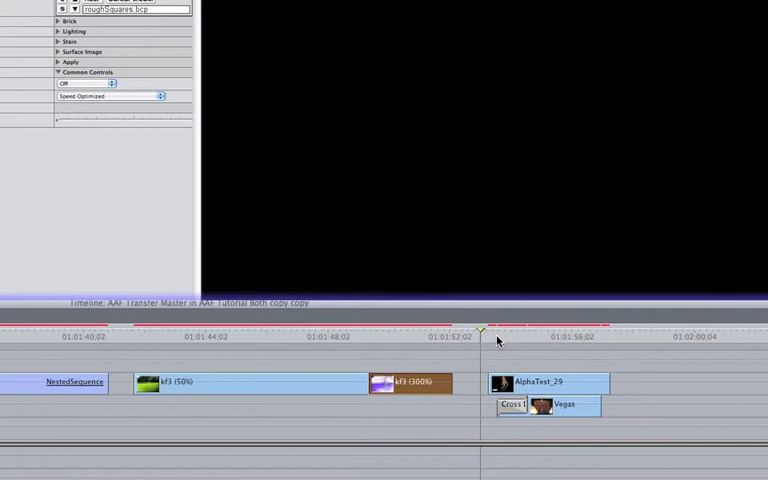 S ▼ roughSquares.bcp
Brick
Lighting
Stain
Surface Image
Apply
Common Controls
Off
Speed Optimized
Timeline: AAF Transfer Master in AAF Tutorial Both copy copy
01:01:40;02 01:01:44;02 01:01:48;02 01:01:52;02 01:01:56;02 01:02:00;04
NestedSequence kf3 (50%) kf3 (300%) AlphaTest_29
Cross Vegas